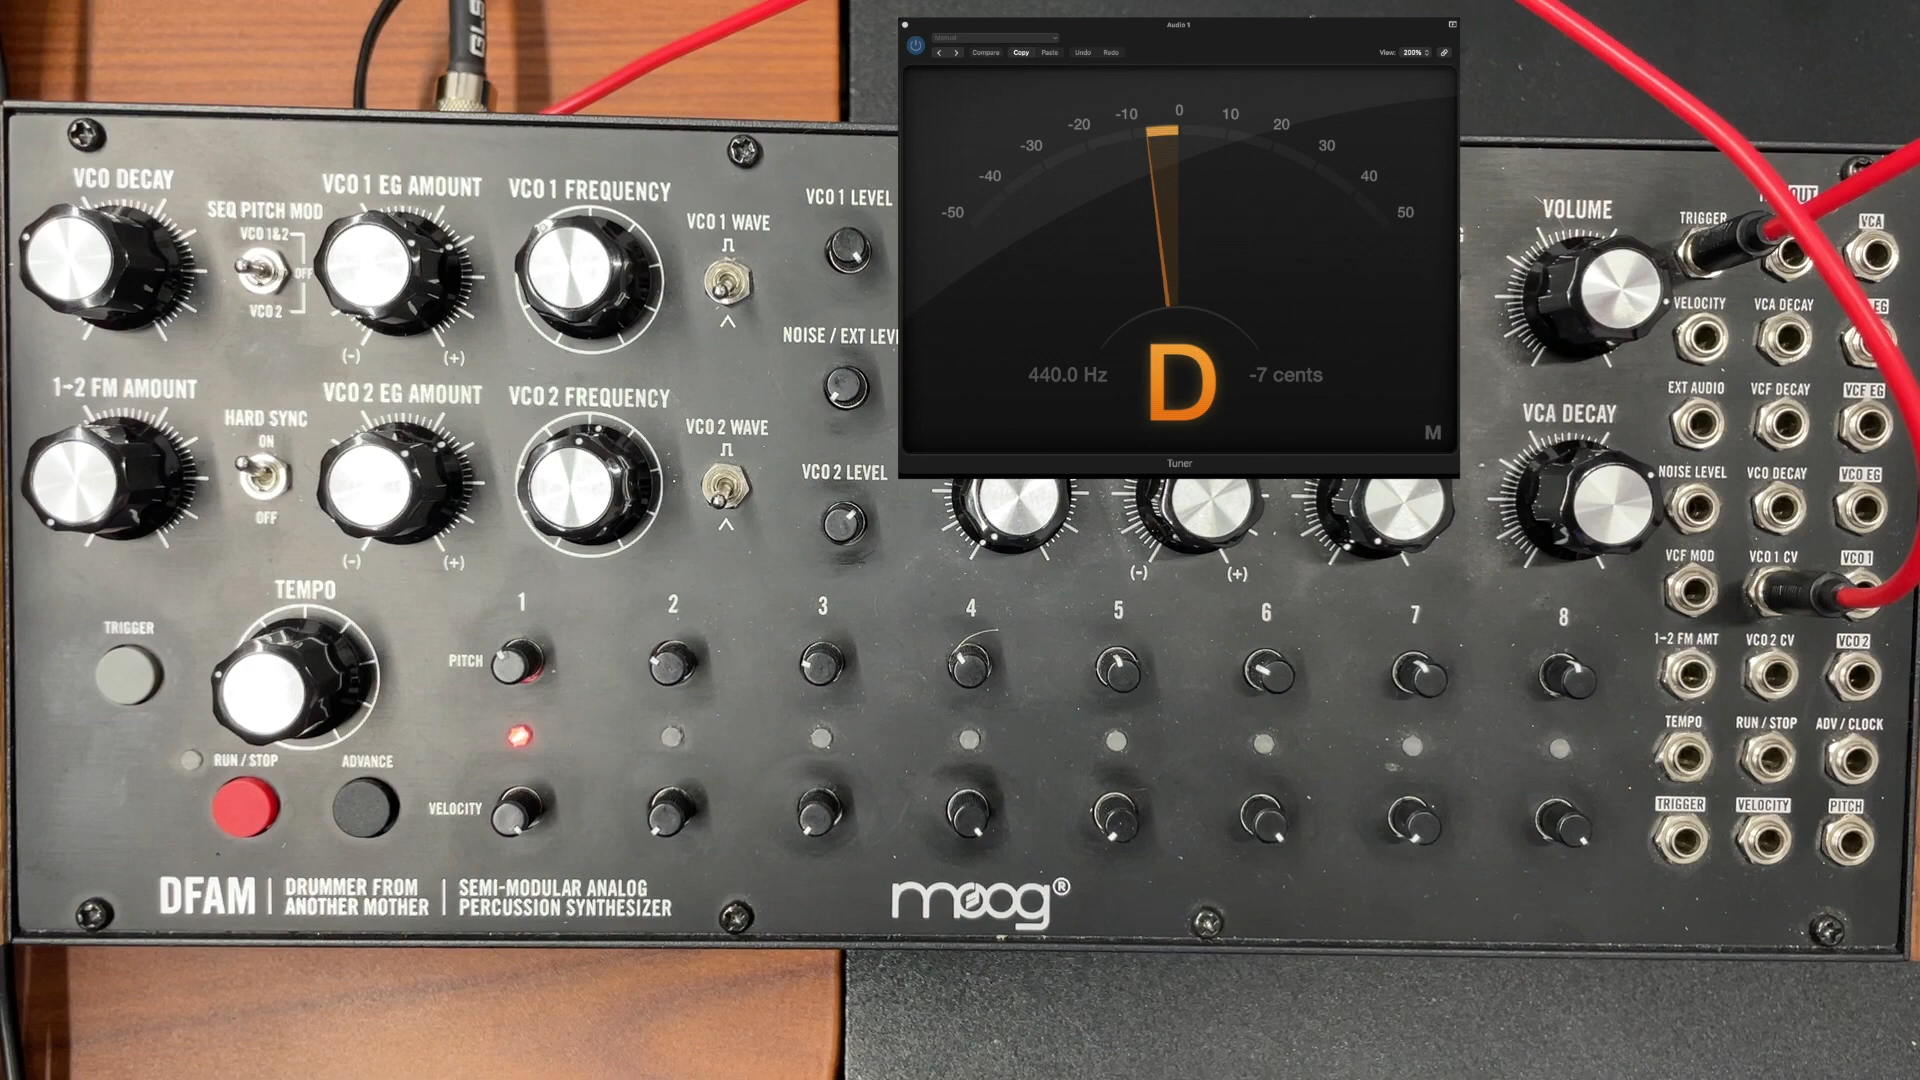 GLS
Audio 1
Manual
Compare Copy Paste Undo Redo
View: 200%
-50 -40 -30 -20 -10 0 10 20 30 40 50
440.0 Hz D -7 cents
M
Tuner
VCO DECAY
SEQ PITCH MOD
VCO 1&2
OFF
VCO 2
VCO 1 EG AMOUNT
(-) (+)
VCO 1 FREQUENCY
VCO 1 WAVE
VCO 1 LEVEL
NOISE / EXT LEVE
1→2 FM AMOUNT
HARD SYNC
ON
OFF
VCO 2 EG AMOUNT
(-) (+)
VCO 2 FREQUENCY
VCO 2 WAVE
VCO 2 LEVEL
(-) (+)
VOLUME
VCA DECAY
TRIGGER OUT VCA
VELOCITY VCA DECAY EG
EXT AUDIO VCF DECAY VCF EG
NOISE LEVEL VCO DECAY VCO EG
VCF MOD VCO 1 CV VCO 1
1→2 FM AMT VCO 2 CV VCO 2
TEMPO RUN / STOP ADV / CLOCK
TRIGGER VELOCITY PITCH
TEMPO
TRIGGER
1 2 3 4 5 6 7 8
PITCH
RUN / STOP ADVANCE
VELOCITY
DFAM
DRUMMER FROM
ANOTHER MOTHER
SEMI-MODULAR ANALOG
PERCUSSION SYNTHESIZER
moog®